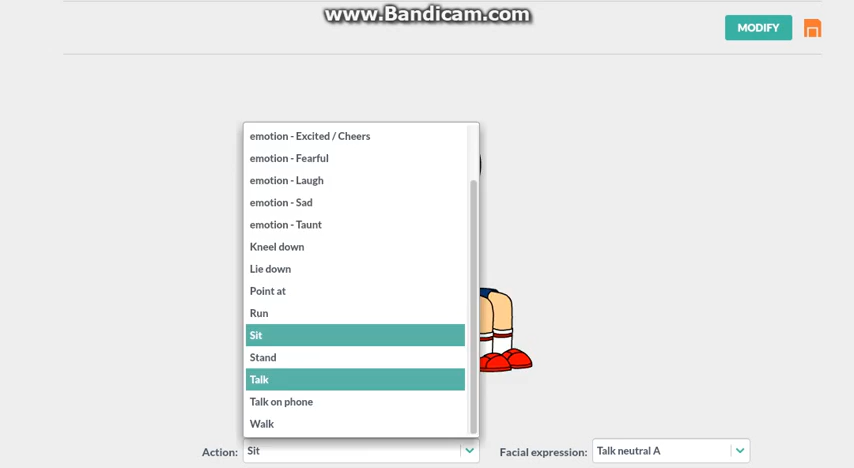 www.Bandicam.com
MODIFY
emotion - Excited / Cheers
emotion - Fearful
emotion - Laugh
emotion - Sad
emotion - Taunt
Kneel down
Lie down
Point at
Run
Sit
Stand
Talk
Talk on phone
Walk
Action: Sit Facial expression: Talk neutral A